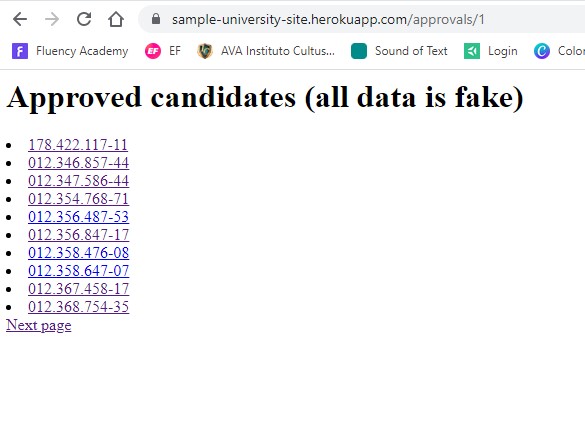 sample-university-site.herokuapp.com/approvals/1
F Fluency Academy EF EF AVA Instituto Cultus... Sound of Text Login C Color
Approved candidates (all data is fake)
178.422.117-11
012.346.857-44
012.347.586-44
012.354.768-71
012.356.487-53
012.356.847-17
012.358.476-08
012.358.647-07
012.367.458-17
012.368.754-35
Next page